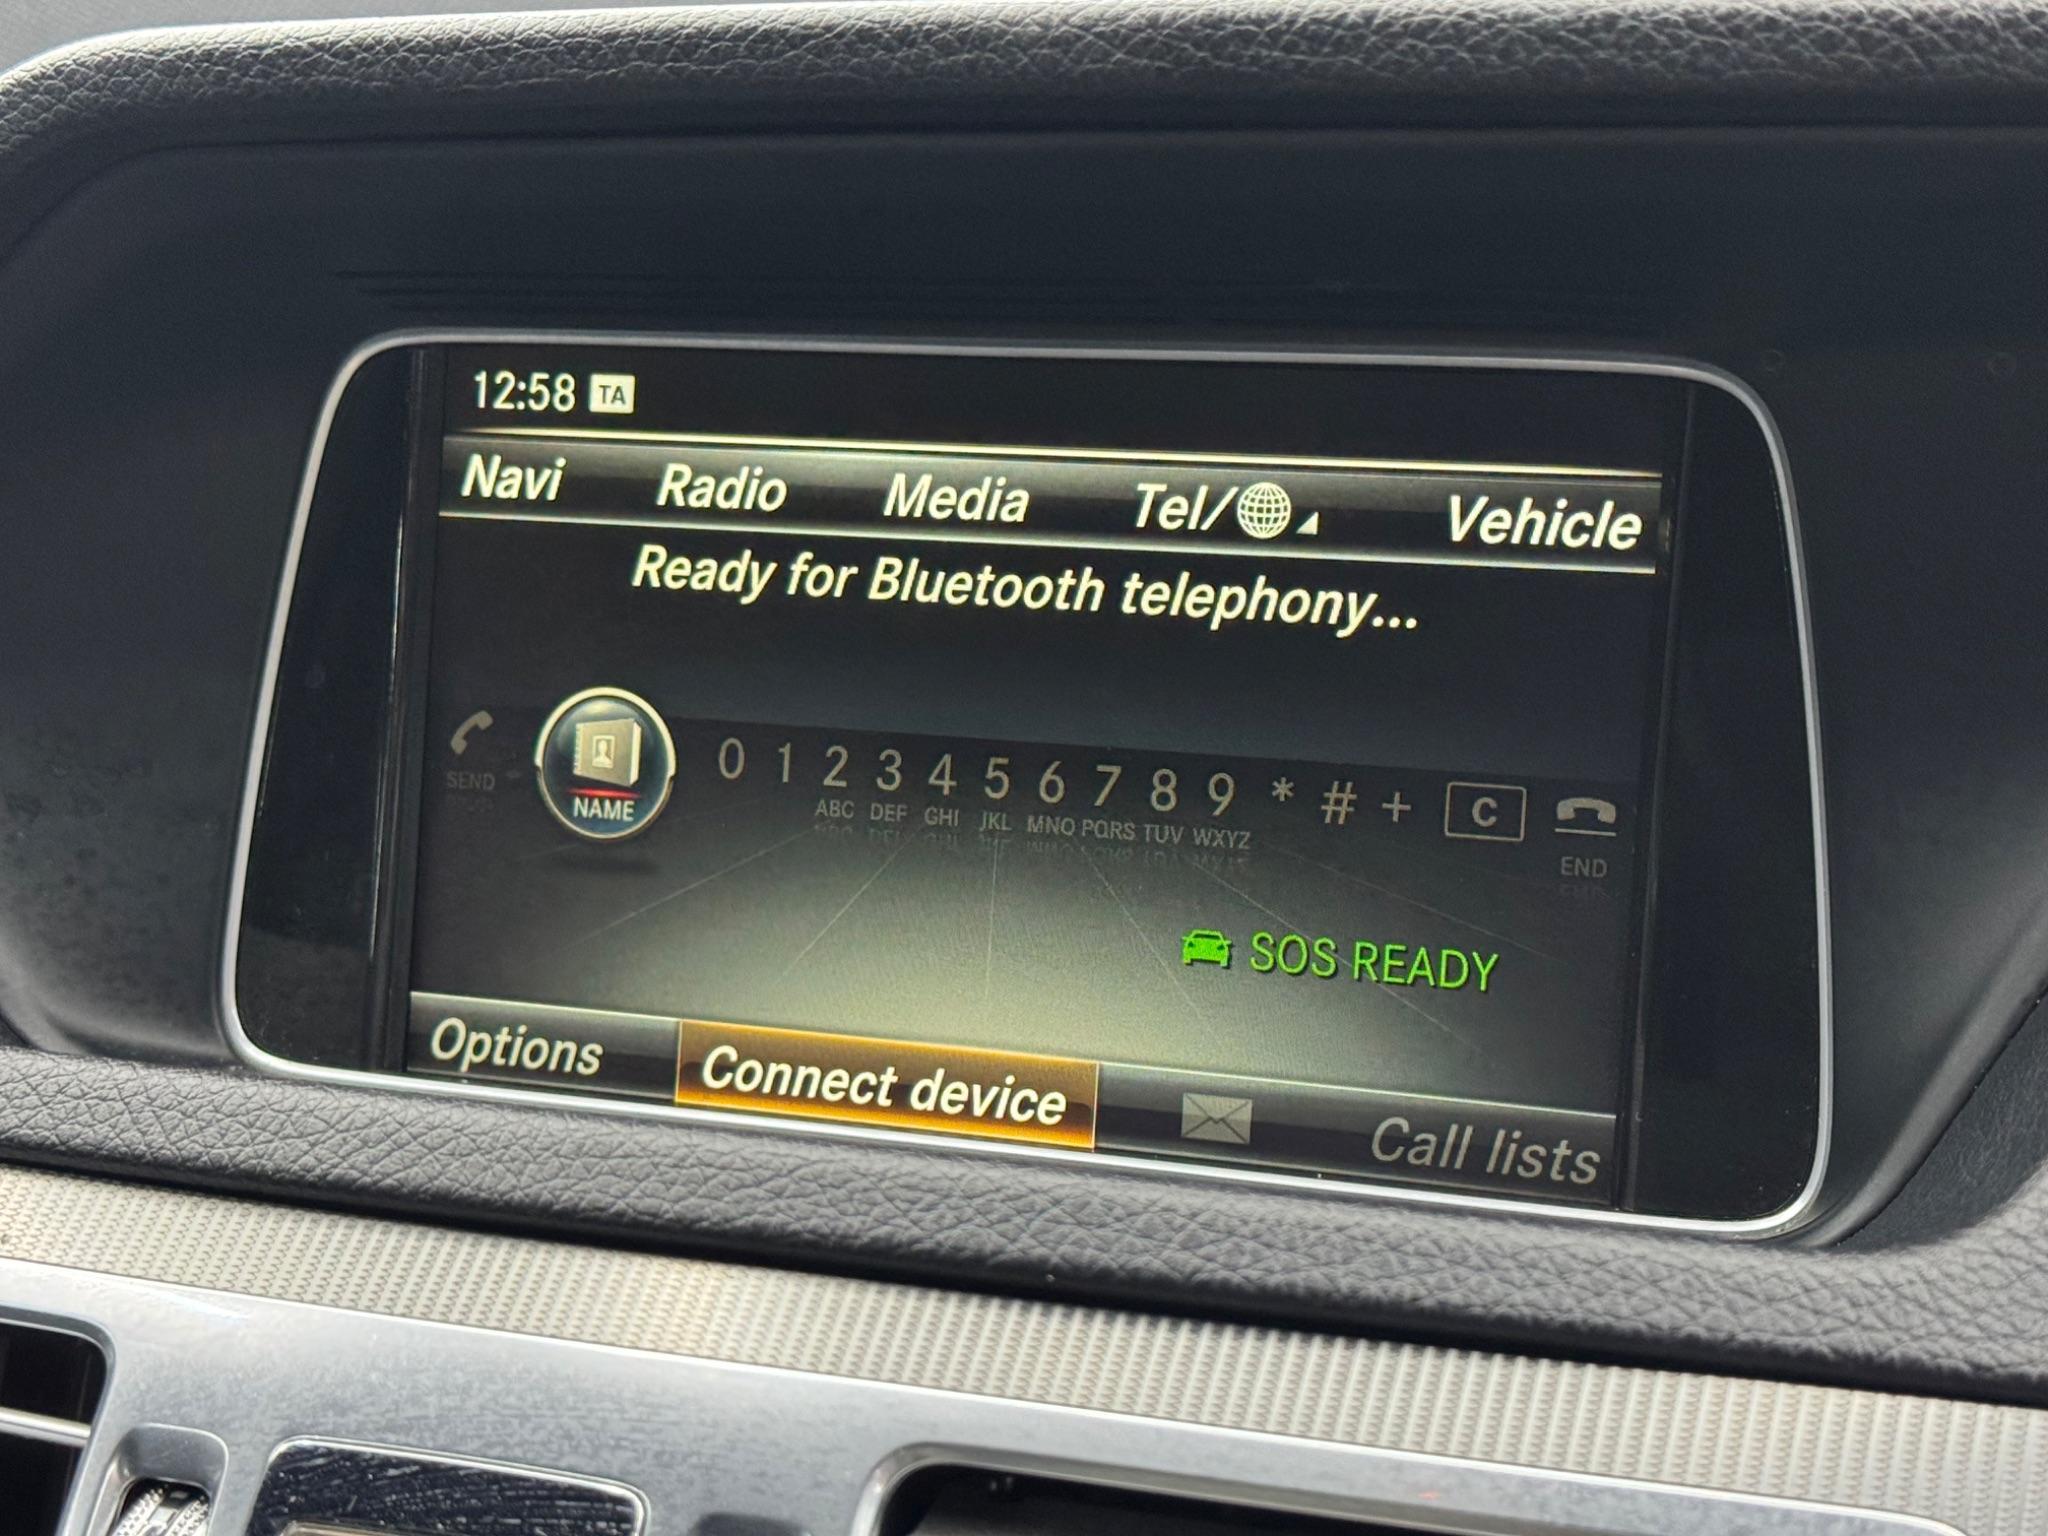 12:58 TA
Navi Radio Media Tel/ Vehicle
Ready for Bluetooth telephony...
0 1 2 3 4 5 6 7 8 9 * # + C
SEND NAME ABC DEF GHI JKL MNO PQRS TUV WXYZ END
SOS READY
Options Connect device Call lists